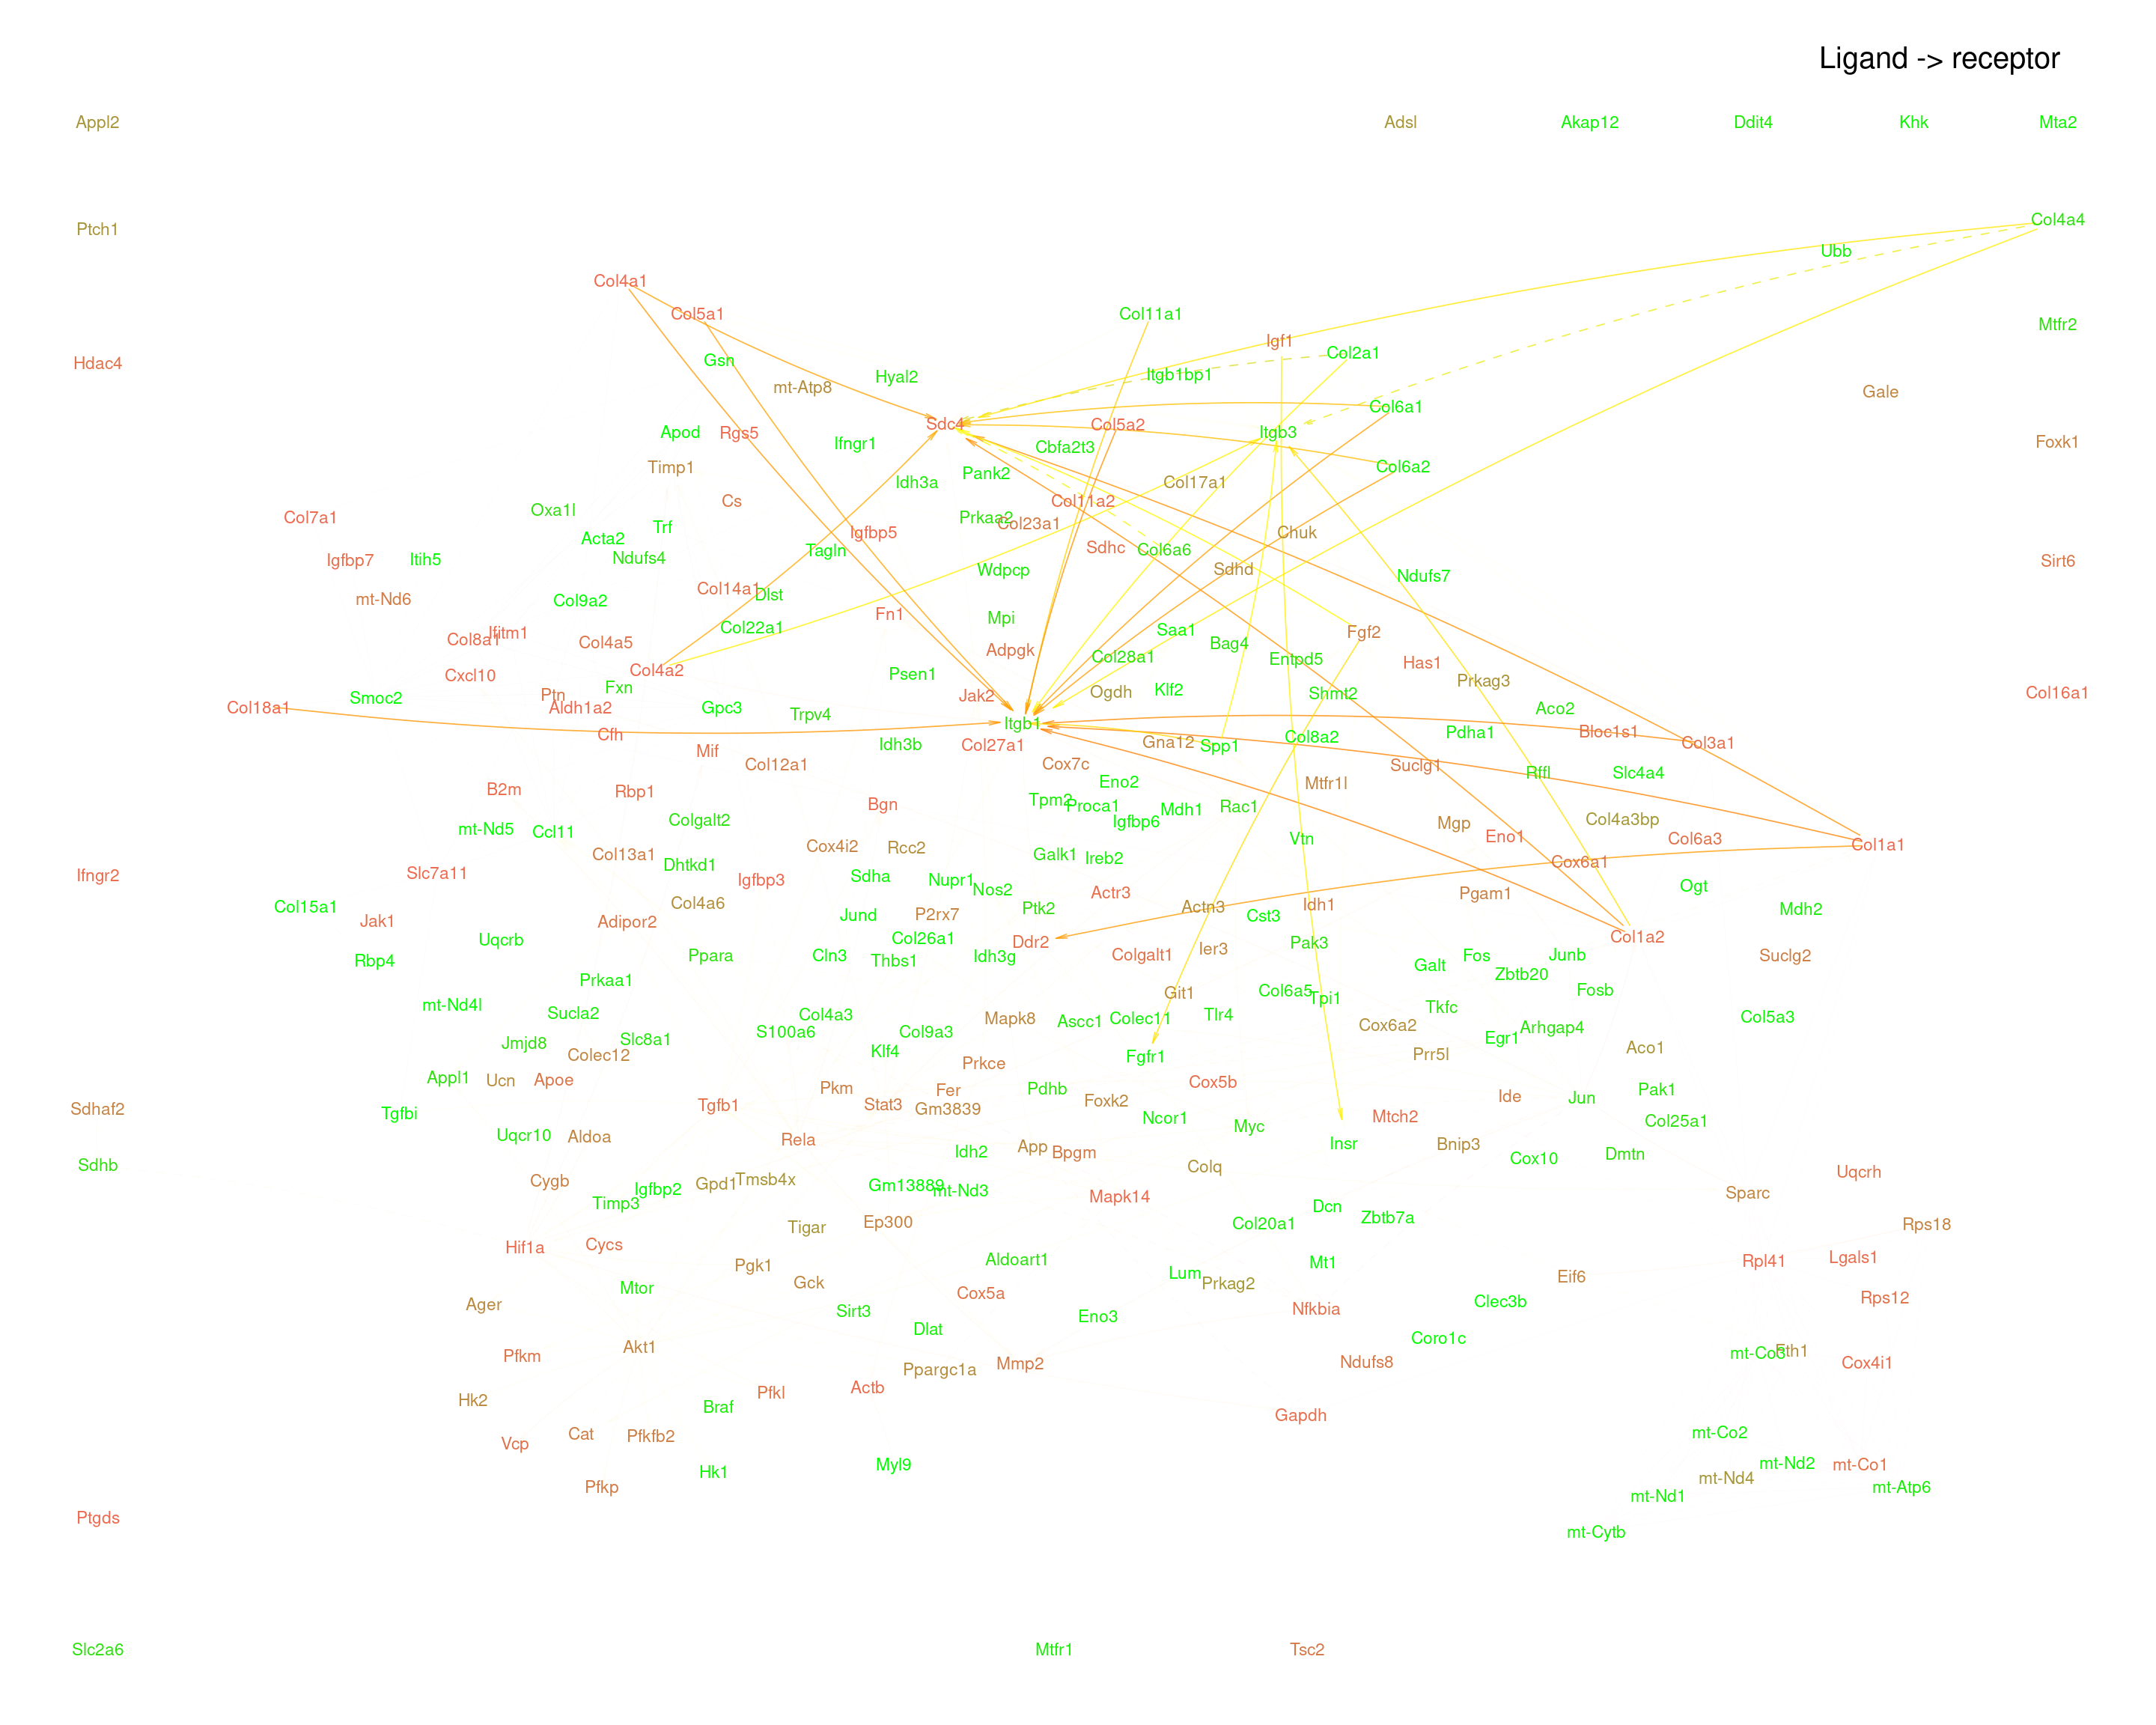 Ligand -> receptor
Appl2 Adsl Akap12 Ddit4 Khk Mta2
Col4a4
Ptch1
Ubb
Col4a1
Col5a1 Col11a1
Mtfr2
Igf1
Col2a1
Gsn
Hdac4
Hyal2 Itgb1bp1
mt-Atp8
Gale
Col6a1
Sdc4 Col5a2
Apod Rgs5 Itgb3
Ifngr1 Cbfa2t3 Foxk1
Timp1 Col6a2
Pank2
Idh3a Col17a1
Cs Col11a2
Oxa1l
Col7a1 Prkaa2 Col23a1
Trf
Igfbp5 Chuk
Acta2
Tagln Sdhc Col6a6
Igfbp7 Itih5 Ndufs4 Sirt6
Wdpcp Sdhd
Ndufs7
Col14a1 Dlst
mt-Nd6 Col9a2
Fn1 Mpi
Col22a1 Saa1
Ifitm1 Fgf2
Col8a1 Col4a5 Bag4
Adpgk
Col28a1 Entpd5 Has1
Cxcl10 Col4a2 Psen1
Prkag3
Fxn Klf2 Ogdh Shmt2
Smoc2 Ptn Jak2 Col16a1
Col18a1 Aldh1a2 Gpc3 Trpv4 Aco2
Itgb1
Cfh Idh3b Col27a1 Gna12 Spp1 Col8a2 Pdha1 Bloc1s1 Col3a1
Mif
Col12a1 Cox7c Suclg1
Rffl Slc4a4
B2m Rbp1 Eno2 Mtfr1l
Bgn Tpm2 Proca1 Mdh1 Rac1
mt-Nd5 Ccl11 Colgalt2 Igfbp6 Mgp Col4a3bp
Vtn Eno1 Col6a3
Col13a1 Cox4i2 Rcc2 Galk1 Ireb2 Col1a1
Dhtkd1 Cox6a1
Ifngr2 Slc7a11 Igfbp3 Sdha Nupr1 Nos2 Actr3 Pgam1 Ogt
Col15a1 Col4a6 Ptk2 Actn3 Idh1 Mdh2
Jak1 Adipor2 Jund P2rx7 Cst3
Uqcrb Col26a1 Ddr2 Pak3 Col1a2
Rbp4 Ppara Cln3 Thbs1 Idh3g Colgalt1 Ier3 Galt Fos Junb Suclg2
Prkaa1 Zbtb20
Git1 Col6a5 Tpi1 Fosb
mt-Nd4l Sucla2 Col4a3 Mapk8 Ascc1 Colec11 Tlr4 Tkfc Col5a3
Jmjd8 Slc8a1 S100a6 Col9a3 Cox6a2 Egr1 Arhgap4
Colec12 Klf4 Fgfr1 Prr5l Aco1
Appl1 Ucn Apoe Prkce
Pkm Fer Pdhb Cox5b Pak1
Sdhaf2 Tgfbi Tgfb1 Stat3 Gm3839 Foxk2 Ide Jun
Ncor1 Myc Mtch2 Col25a1
Uqcr10 Aldoa Rela App Insr Bnip3
Sdhb Idh2 Bpgm Colq Cox10 Dmtn
Cygb Igfbp2 Gpd1 Tmsb4x Gm13889 mt-Nd3 Uqcrh
Timp3 Mapk14 Dcn Sparc
Tigar Ep300 Col20a1 Zbtb7a Rps18
Hif1a Cycs
Pgk1 Aldoart1 Mt1 Rpl41 Lgals1
Mtor Gck Cox5a Lum Prkag2 Eif6
Ager Sirt3 Eno3 Nfkbia Clec3b Rps12
Dlat Coro1c
Pfkm Akt1 Ppargc1a Mmp2 Ndufs8 mt-Co3 Fth1 Cox4i1
Hk2 Braf Pfkl Actb
Gapdh
Vcp Cat Pfkfb2 mt-Co2
Hk1 Myl9 mt-Nd4 mt-Nd2 mt-Co1
Pfkp mt-Nd1 mt-Atp6
Ptgds
mt-Cytb
Slc2a6 Mtfr1 Tsc2